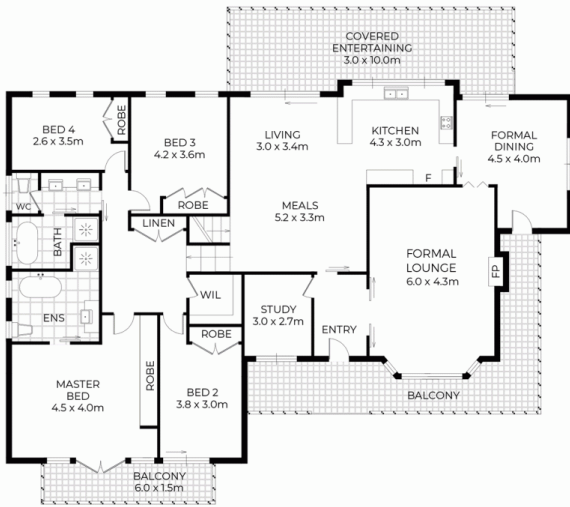 COVERED
ENTERTAINING
3.0 x 10.0m
BED 4
2.6 x 3.5m
ROBE
BED 3
4.2 x 3.6m
ROBE
LIVING
3.0 x 3.4m
KITCHEN
4.3 x 3.0m
F
FORMAL
DINING
4.5 x 4.0m
WC
BATH
LINEN
MEALS
5.2 x 3.3m
FORMAL
LOUNGE
6.0 x 4.3m
FP
ENS
WIL
STUDY
3.0 x 2.7m
ENTRY
ROBE
MASTER
BED
4.5 x 4.0m
ROBE
BED 2
3.8 x 3.0m
BALCONY
BALCONY
6.0 x 1.5m